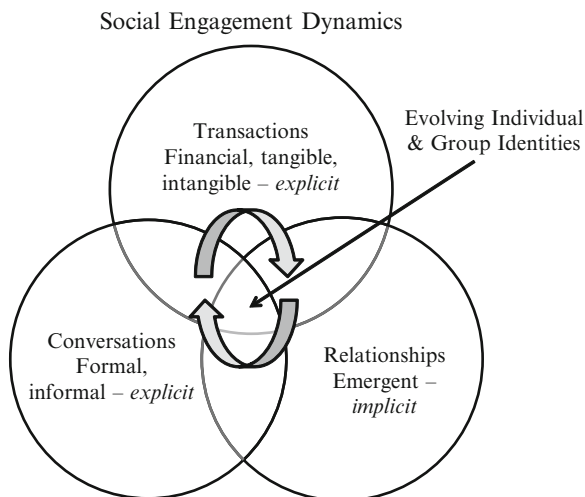 Social Engagement Dynamics
Evolving Individual
& Group Identities
Transactions
Financial, tangible,
intangible – explicit
Conversations
Formal,
informal – explicit
Relationships
Emergent –
implicit